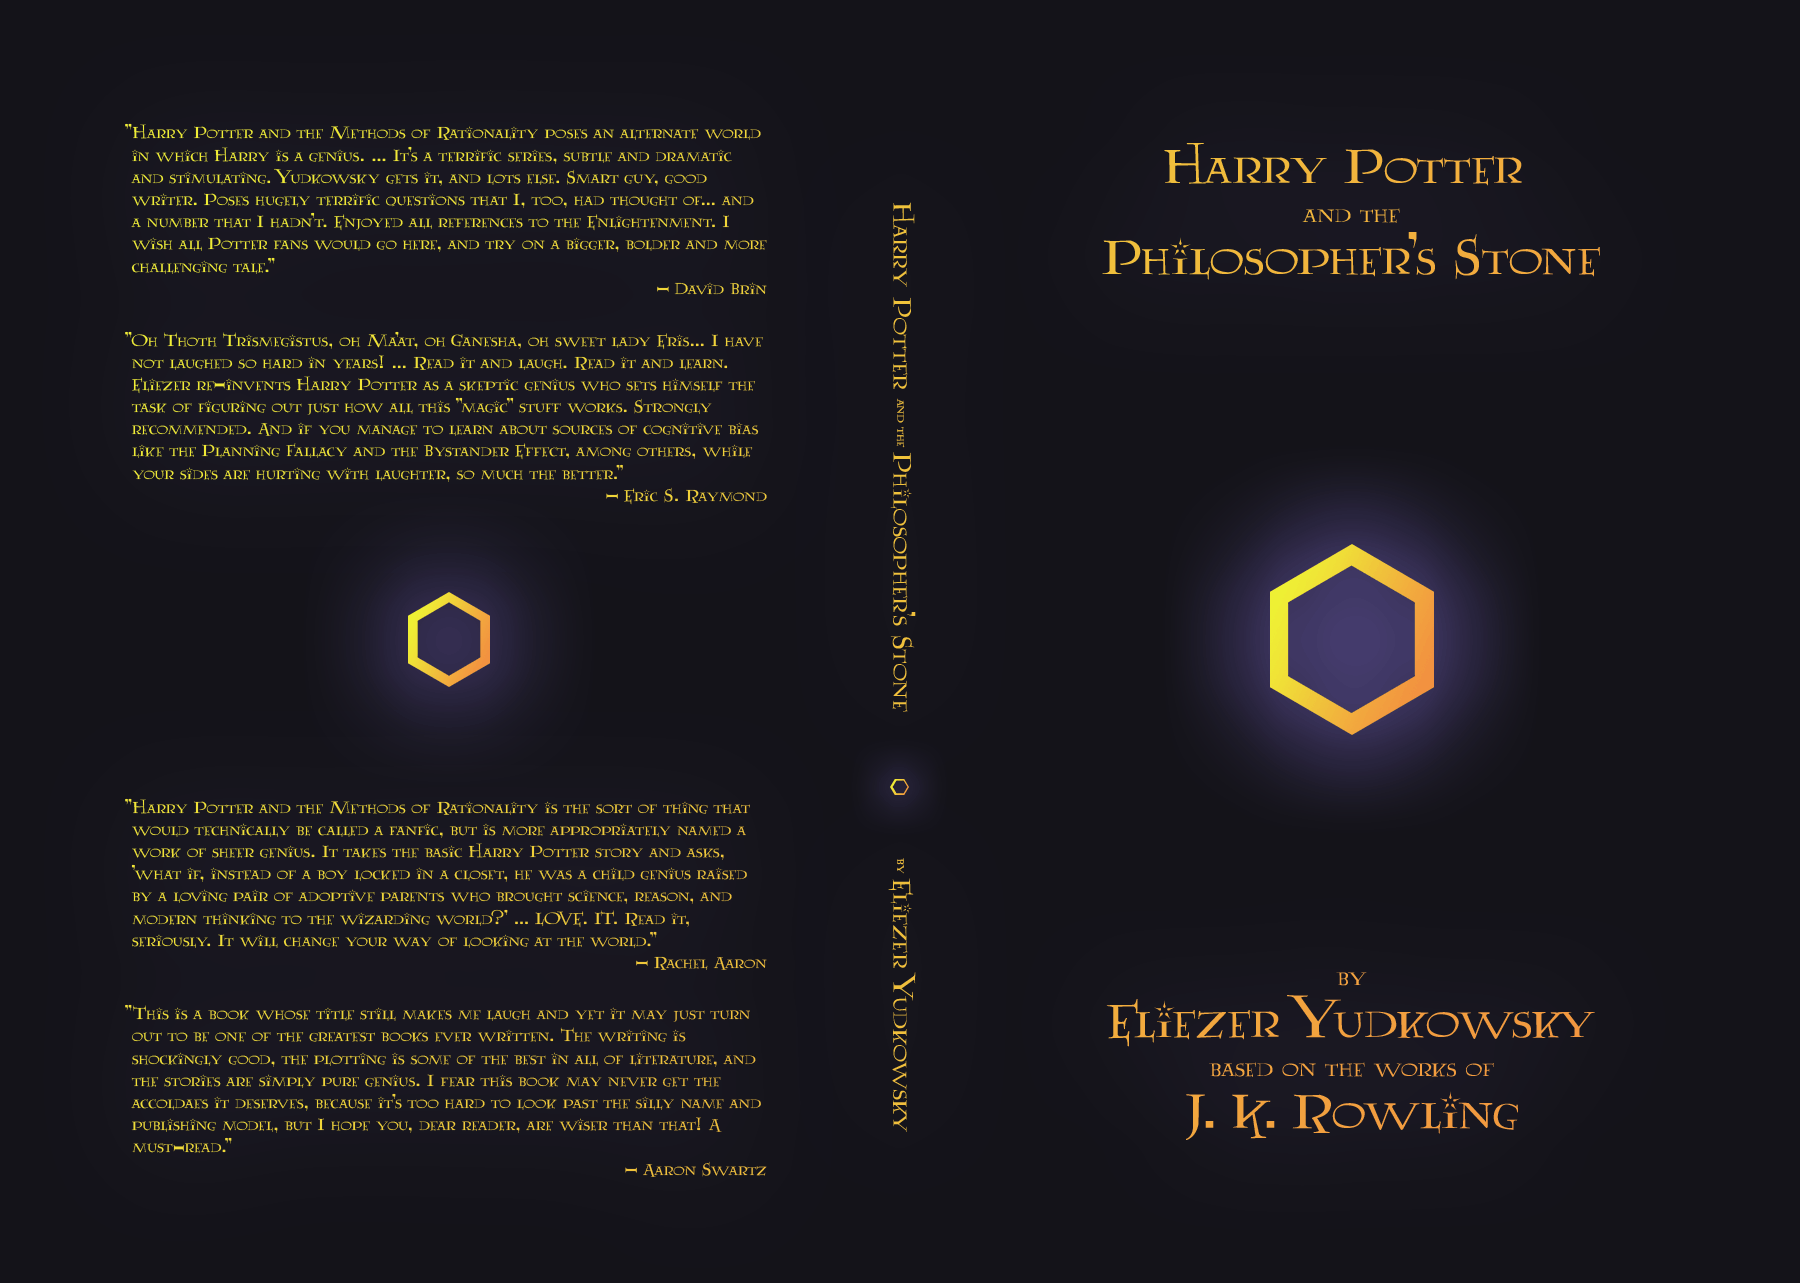 "Harry Potter and the Methods of Rationality poses an alternate world
in which Harry is a genius. ... It's a terrific series, subtle and dramatic
and stimulating. Yudkowsky gets it, and lots else. Smart guy, good
writer. Poses hugely terrific questions that I, too, had thought of... and
a number that I hadn't. Enjoyed all references to the Enlightenment. I
wish all Potter fans would go here, and try on a bigger, bolder and more
challenging tale."
- David Brin
"Oh Thoth Trismegistus, oh Ma'at, oh Ganesha, oh sweet lady Eris... I have
not laughed so hard in years! ... Read it and laugh. Read it and learn.
Eliezer re-invents Harry Potter as a skeptic genius who sets himself the
task of figuring out just how all this "magic" stuff works. Strongly
recommended. And if you manage to learn about sources of cognitive bias
like the Planning Fallacy and the Bystander Effect, among others, while
your sides are hurting with laughter, so much the better."
- Eric S. Raymond
"Harry Potter and the Methods of Rationality is the sort of thing that
would technically be called a fanfic, but is more appropriately named a
work of sheer genius. It takes the basic Harry Potter story and asks,
'what if, instead of a boy locked in a closet, he was a child genius raised
by a loving pair of adoptive parents who brought science, reason, and
modern thinking to the wizarding world?' ... LOVE. IT. Read it,
seriously. It will change your way of looking at the world."
- Rachel Aaron
"This is a book whose title still makes me laugh and yet it may just turn
out to be one of the greatest books ever written. The writing is
shockingly good, the plotting is some of the best in all of literature, and
the stories are simply pure genius. I fear this book may never get the
accoldaes it deserves, because it's too hard to look past the silly name and
publishing model, but I hope you, dear reader, are wiser than that! A
must-read."
- Aaron Swartz
Harry Potter and the Philosopher's Stone
by Eliezer Yudkowsky
Harry Potter
and the
Philosopher's Stone
by
Eliezer Yudkowsky
based on the works of
J. K. Rowling